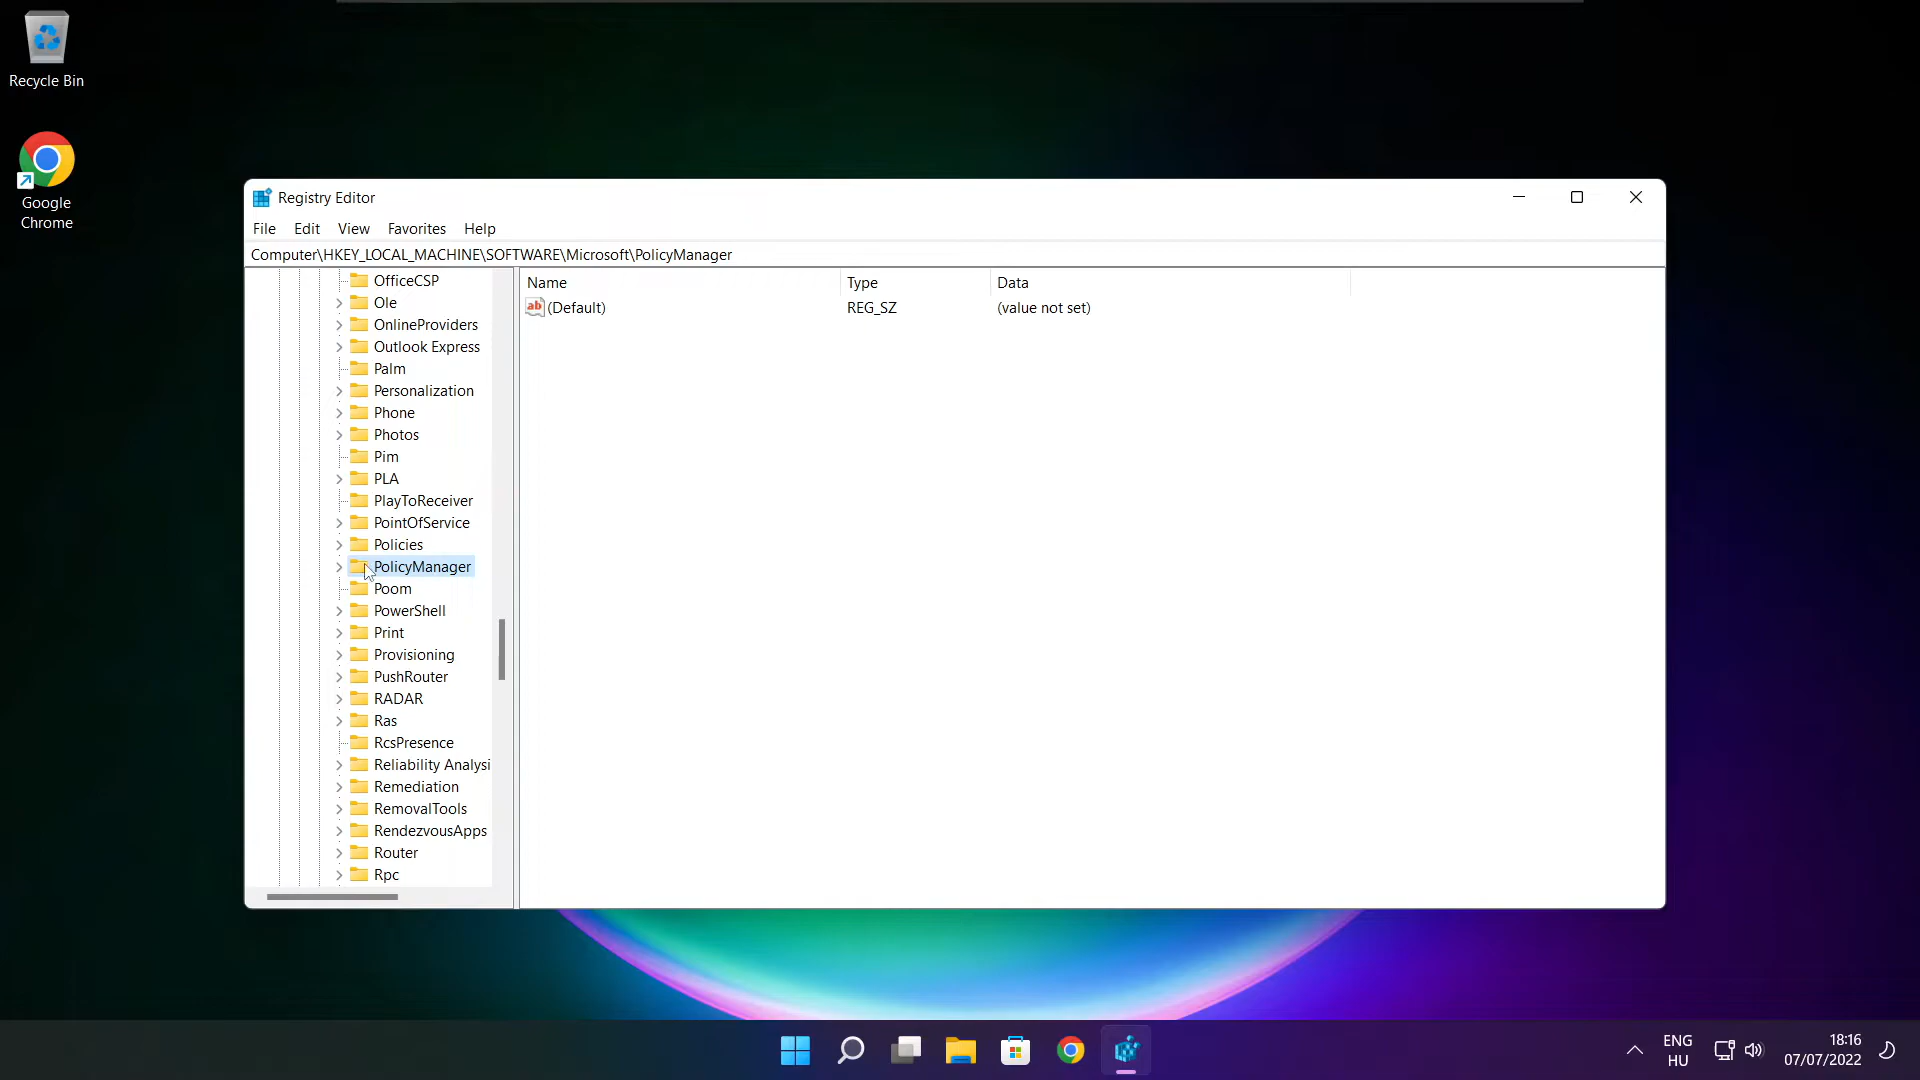 Recycle Bin
Google
Chrome
Registry Editor
File Edit View Favorites Help
Computer\HKEY_LOCAL_MACHINE\SOFTWARE\Microsoft\PolicyManager
OfficeCSP
Ole
OnlineProviders
Outlook Express
Palm
Personalization
Phone
Photos
Pim
PLA
PlayToReceiver
PointOfService
Policies
PolicyManager
Poom
PowerShell
Print
Provisioning
PushRouter
RADAR
Ras
RcsPresence
Reliability Analysi
Remediation
RemovalTools
RendezvousApps
Router
Rpc
Name Type Data
ab (Default) REG_SZ (value not set)
ENG
HU
18:16
07/07/2022